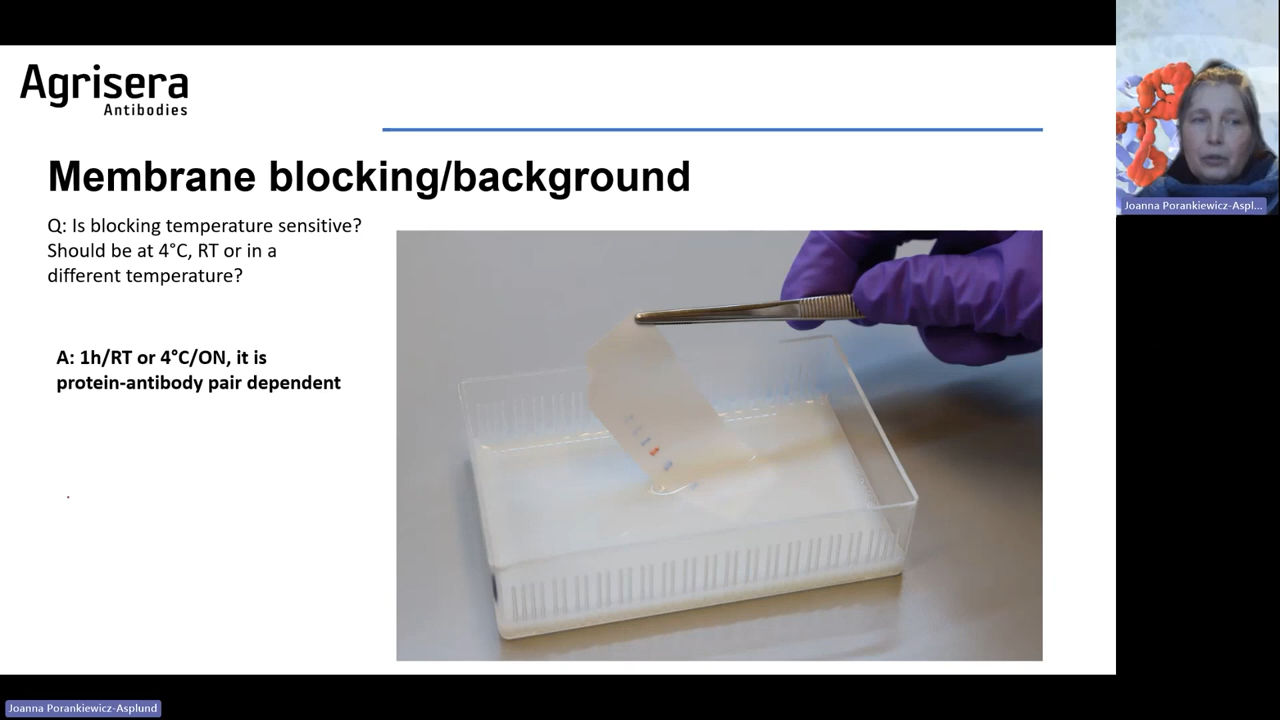 Agrisera
Antibodies
Membrane blocking/background
Q: Is blocking temperature sensitive?
Should be at 4°C, RT or in a
different temperature?
A: 1h/RT or 4°C/ON, it is
protein-antibody pair dependent
.
Joanna Porankiewicz-Aspl...
Joanna Porankiewicz-Asplund